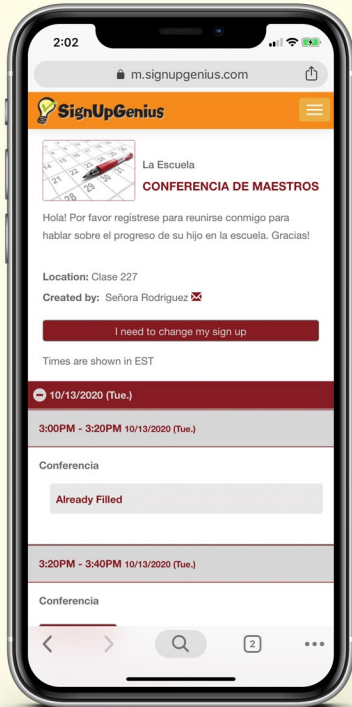 2:02
m.signupgenius.com
SignUpGenius
La Escuela
CONFERENCIA DE MAESTROS
Hola! Por favor regístrese para reunirse conmigo para
hablar sobre el progreso de su hijo en la escuela. Gracias!
Location: Clase 227
Created by: Señora Rodriguez
I need to change my sign up
Times are shown in EST
10/13/2020 (Tue.)
3:00PM - 3:20PM 10/13/2020 (Tue.)
Conferencia
Already Filled
3:20PM - 3:40PM 10/13/2020 (Tue.)
Conferencia
2